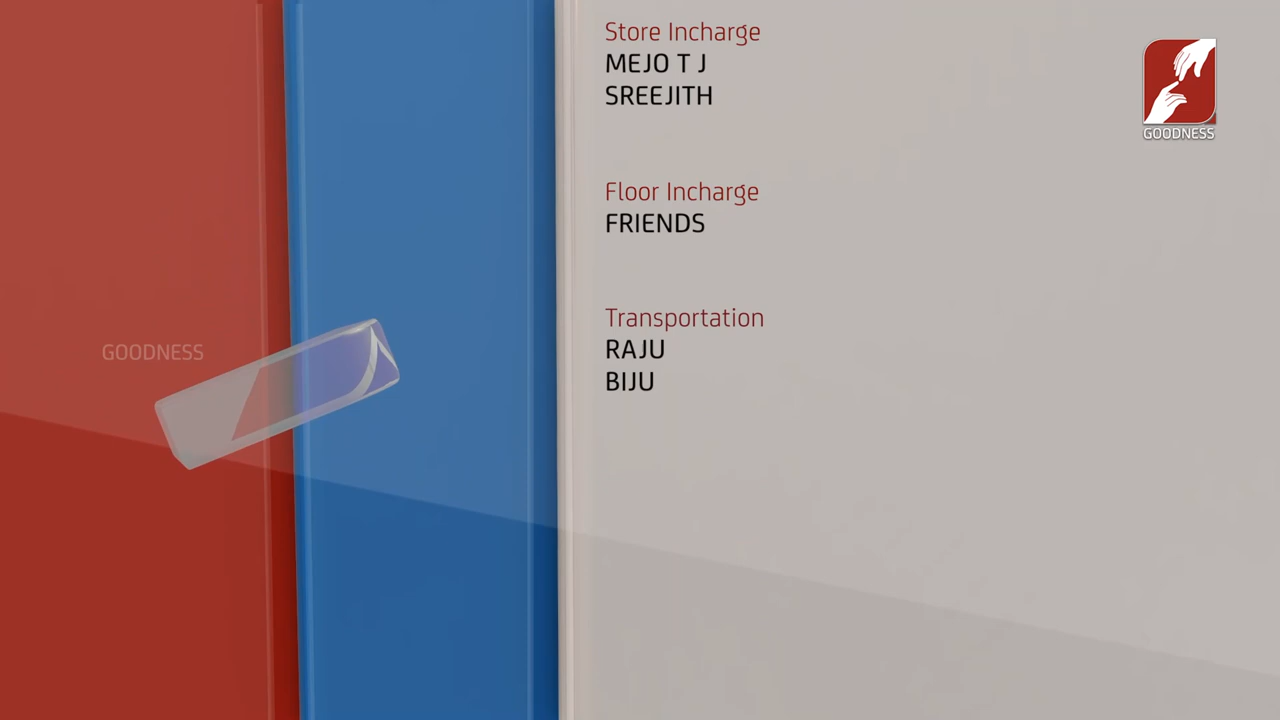 Store Incharge
MEJO T J
SREEJITH
GOODNESS
Floor Incharge
FRIENDS
Transportation
RAJU
BIJU
GOODNESS